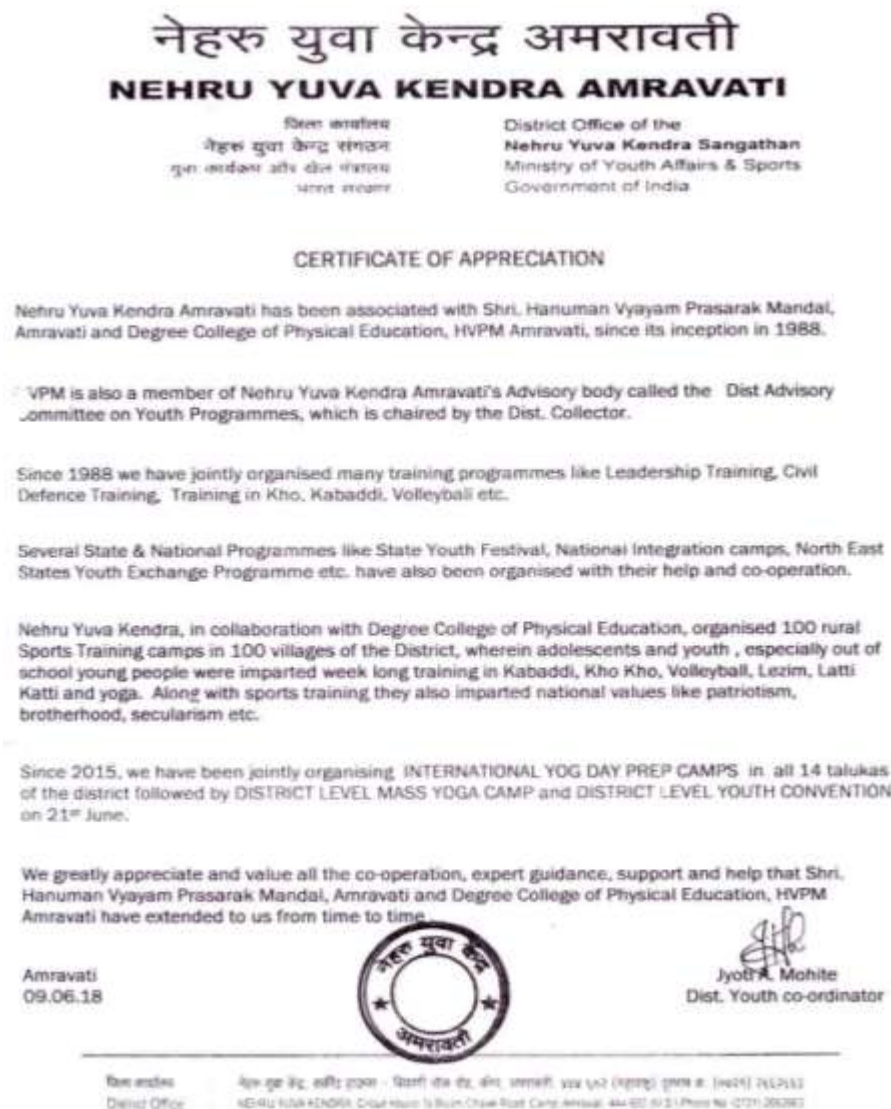 नेहरु युवा केन्द्र अमरावती
NEHRU YUVA KENDRA AMRAVATI
जिला कार्यालय
नेहरु युवा केन्द्र संगठन
युवा कार्यक्रम और खेल मंत्रालय
भारत सरकार
District Office of the
Nehru Yuva Kendra Sangathan
Ministry of Youth Affairs & Sports
Government of India
CERTIFICATE OF APPRECIATION
Nehru Yuva Kendra Amravati has been associated with Shri. Hanuman Vyayam Prasarak Mandal,
Amravati and Degree College of Physical Education, HVPM Amravati, since its inception in 1988.
VPM is also a member of Nehru Yuva Kendra Amravati's Advisory body called the Dist Advisory
ommittee on Youth Programmes, which is chaired by the Dist. Collector.
Since 1988 we have jointly organised many training programmes like Leadership Training, Civil
Defence Training, Training in Kho, Kabaddi, Volleyball etc.
Several State & National Programmes like State Youth Festival, National Integration camps, North East
States Youth Exchange Programme etc. have also been organised with their help and co-operation.
Nehru Yuva Kendra, in collaboration with Degree College of Physical Education, organised 100 rural
Sports Training camps in 100 villages of the District, wherein adolescents and youth , especially out of
school young people were imparted week long training in Kabaddi, Kho Kho, Volleyball, Lezim, Latti
Katti and yoga. Along with sports training they also imparted national values like patriotism,
brotherhood, secularism etc.
Since 2015, we have been jointly organising INTERNATIONAL YOG DAY PREP CAMPS in all 14 talukas
of the district followed by DISTRICT LEVEL MASS YOGA CAMP and DISTRICT LEVEL YOUTH CONVENTION
on 21st June.
We greatly appreciate and value all the co-operation, expert guidance, support and help that Shri.
Hanuman Vyayam Prasarak Mandal, Amravati and Degree College of Physical Education, HVPM
Amravati have extended to us from time to time
नेहरु युवा केन्द्र
अमरावती
Amravati
09.06.18
Jyoti A. Mohite
Dist. Youth co-ordinator
जिला कार्यालय
District Office
NEHRU YUVA KENDRA